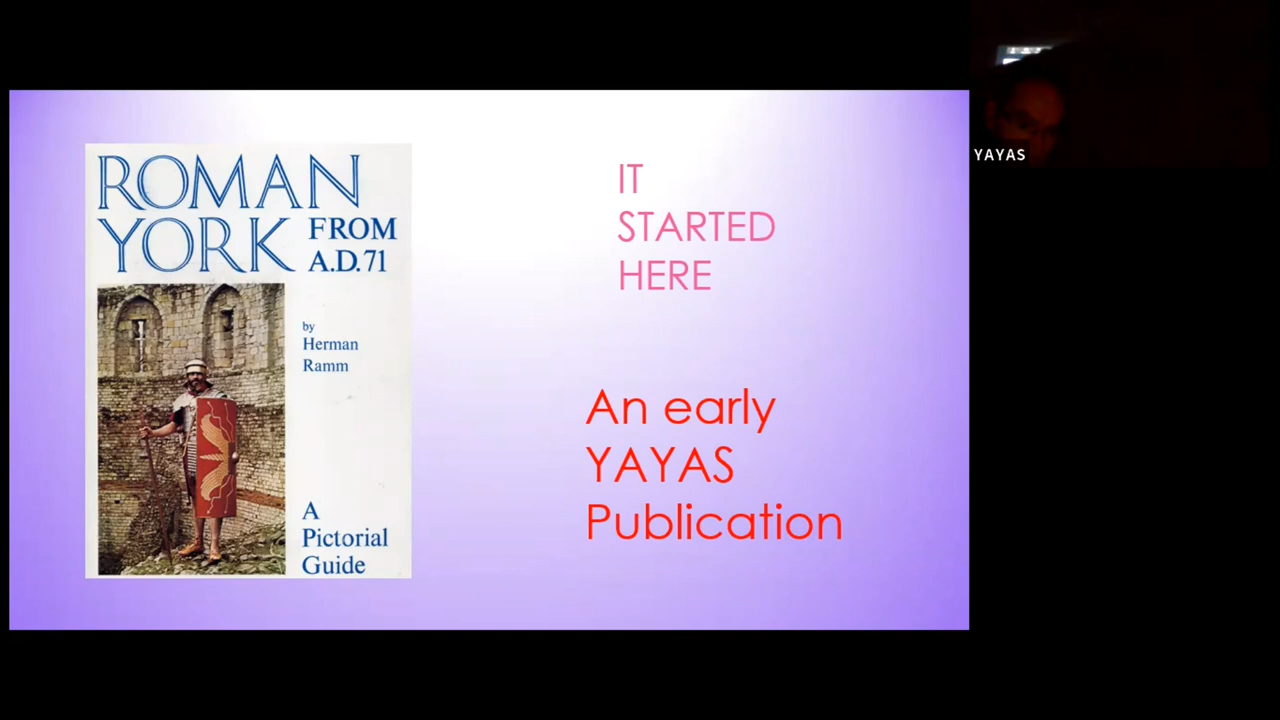 ROMAN
YORK FROM
A.D. 71
by
Herman
Ramm
A
Pictorial
Guide
IT
STARTED
HERE
An early
YAYAS
Publication
YAYAS